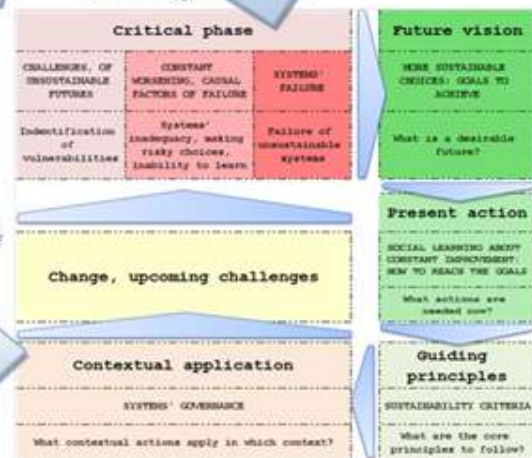 Critical phase
CHALLENGES, OF
UNSUSTAINABLE
FUTURES
CONSTANT
WORSENING, CAUSAL
FACTORS OF FAILURE
SYSTEMS'
FAILURE
Indentification
of
vulnerabilities
Systems'
inadequacy, making
risky choices,
inability to learn
Failure of
unsustainable
systems
Future vision
MORE SUSTAINABLE
CHOICES: GOALS TO
ACHIEVE
What is a desirable
future?
Present action
SOCIAL LEARNING ABOUT
CONSTANT IMPROVEMENT:
HOW TO REACH THE GOALS
What actions are
needed now?
Change, upcoming challenges
Contextual application
SYSTEMS' GOVERNANCE
What contextual actions apply in which context?
Guiding
principles
SUSTAINABILITY CRITERIA
What are the core
principles to follow?